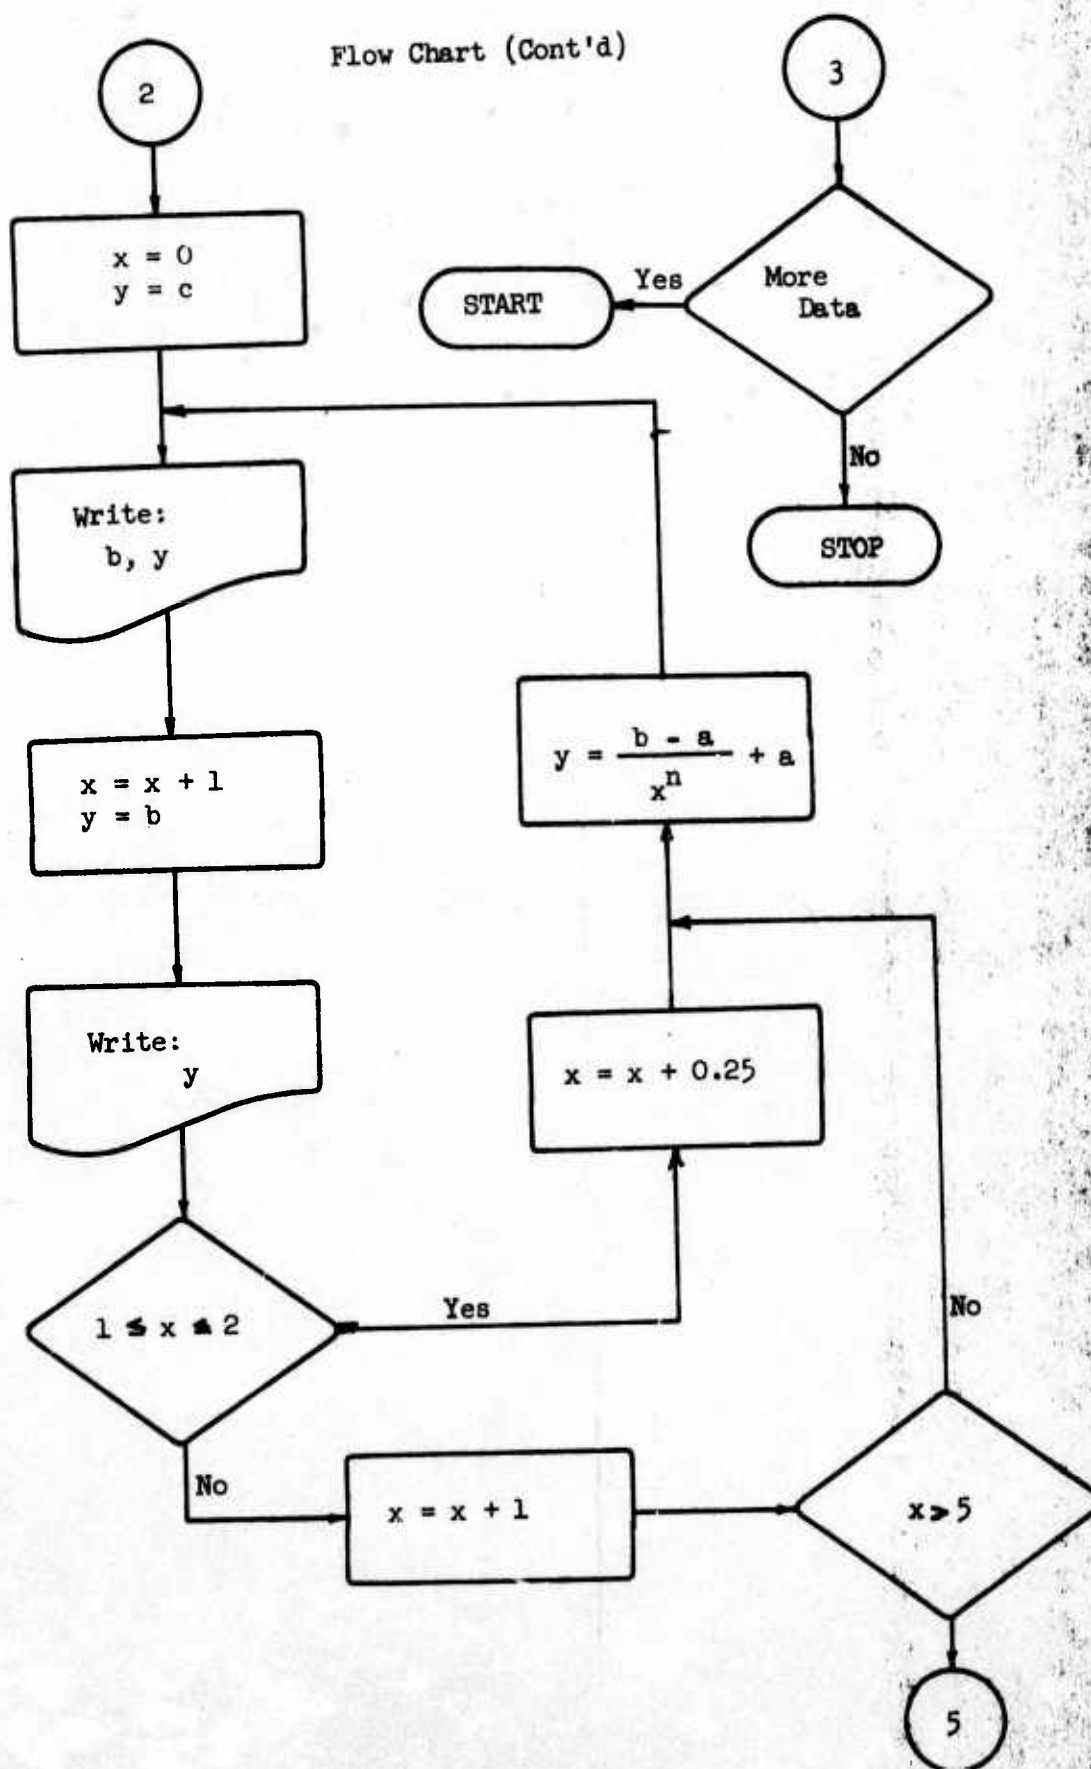 Flow Chart (Cont'd)
2
x = 0
y = c
Write:
b, y
x = x + 1
y = b
Write:
y
1 ≤ x ≤ 2
Yes
No
x = x + 1
x > 5
No
5
x = x + 0.25
y = (b - a)/x^n + a
3
More
Data
Yes
START
No
STOP